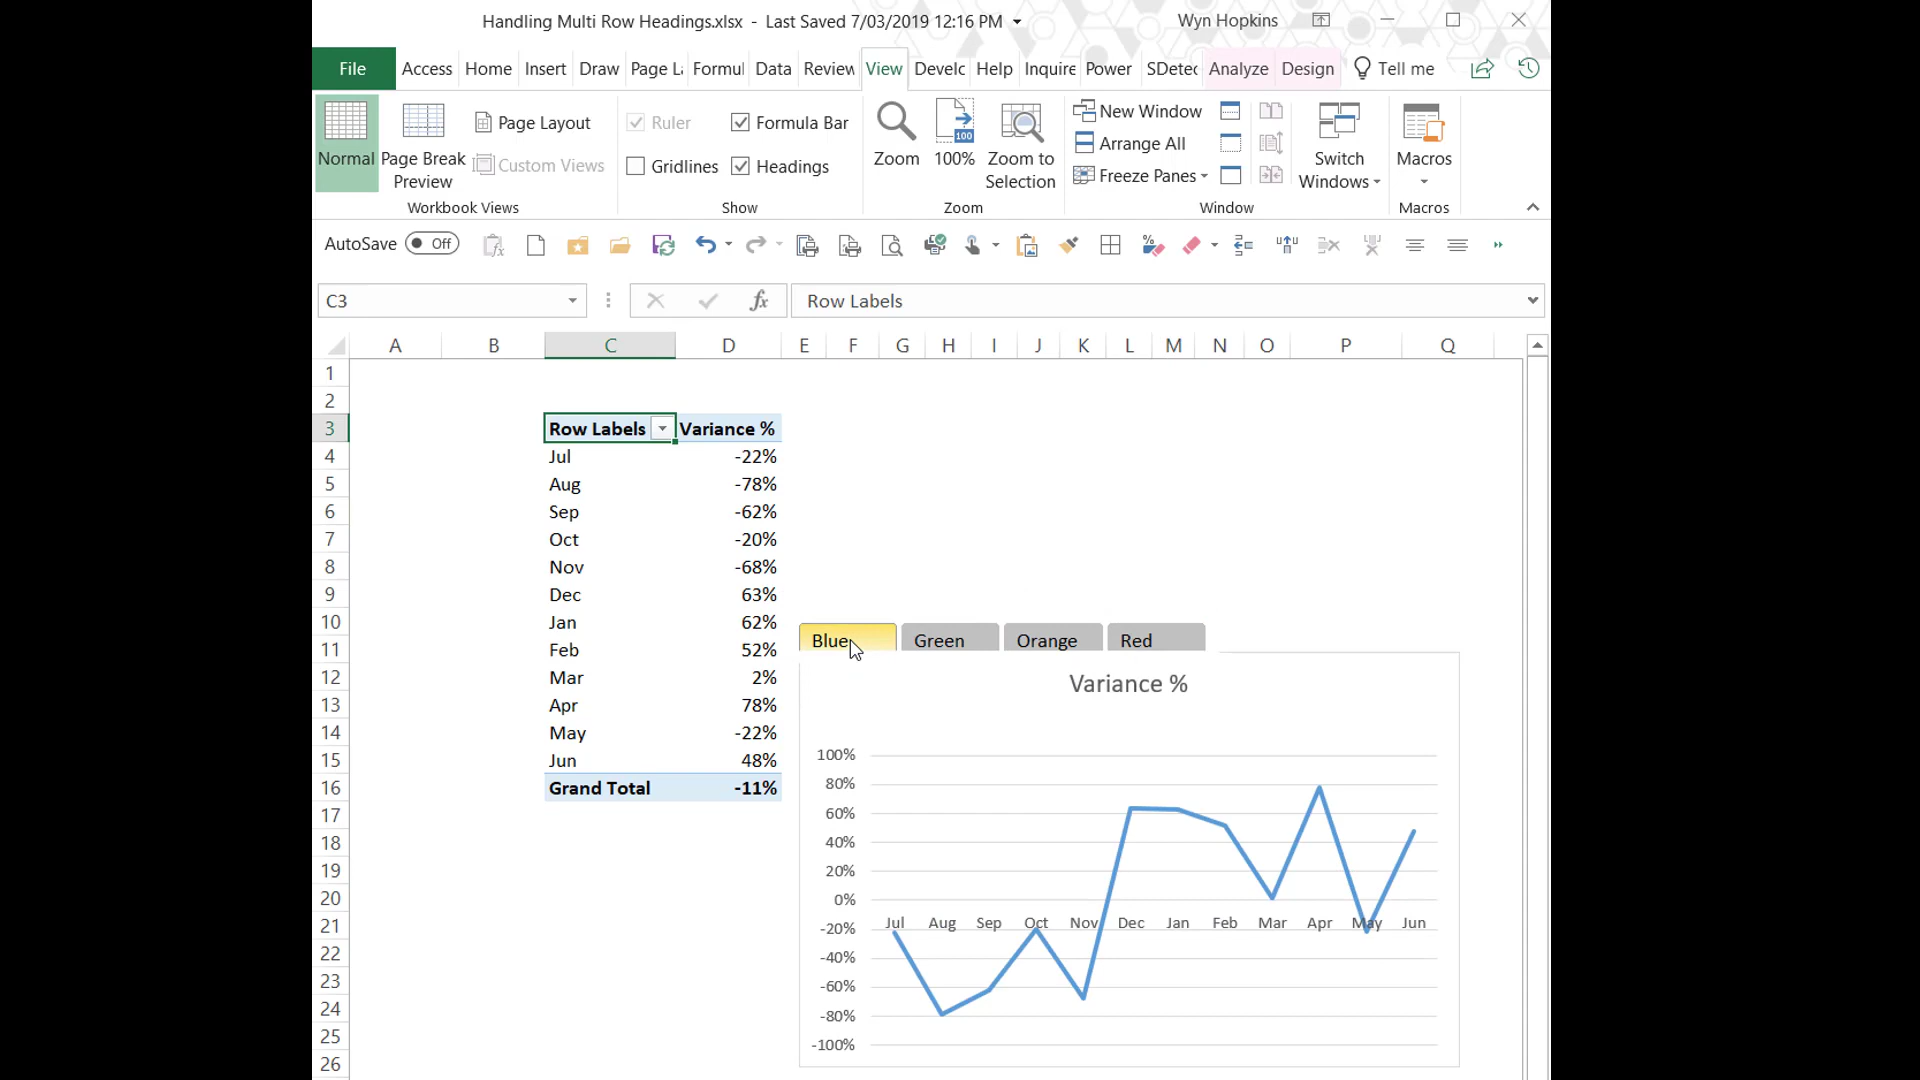 Handling Multi Row Headings.xlsx - Last Saved 7/03/2019 12:16 PM
Wyn Hopkins
File Access Home Insert Draw Page La Formul Data Review View Develc Help Inquire Power SDetec Analyze Design Tell me
Normal
Page Break Preview
Page Layout
Custom Views
Workbook Views
Ruler
Formula Bar
Gridlines
Headings
Show
Zoom
100
100%
Zoom to Selection
Zoom
New Window
Arrange All
Freeze Panes
Switch Windows
Window
Macros
Macros
AutoSave Off
C3
fx
Row Labels
A B C D E F G H I J K L M N O P Q
1
2
3 Row Labels Variance %
4 Jul -22%
5 Aug -78%
6 Sep -62%
7 Oct -20%
8 Nov -68%
9 Dec 63%
10 Jan 62%
11 Feb 52%
12 Mar 2%
13 Apr 78%
14 May -22%
15 Jun 48%
16 Grand Total -11%
17
18
19
20
21
22
23
24
25
26
Blue Green Orange Red
Variance %
100%
80%
60%
40%
20%
0%
Jul Aug Sep Oct Nov Dec Jan Feb Mar Apr May Jun
-20%
-40%
-60%
-80%
-100%